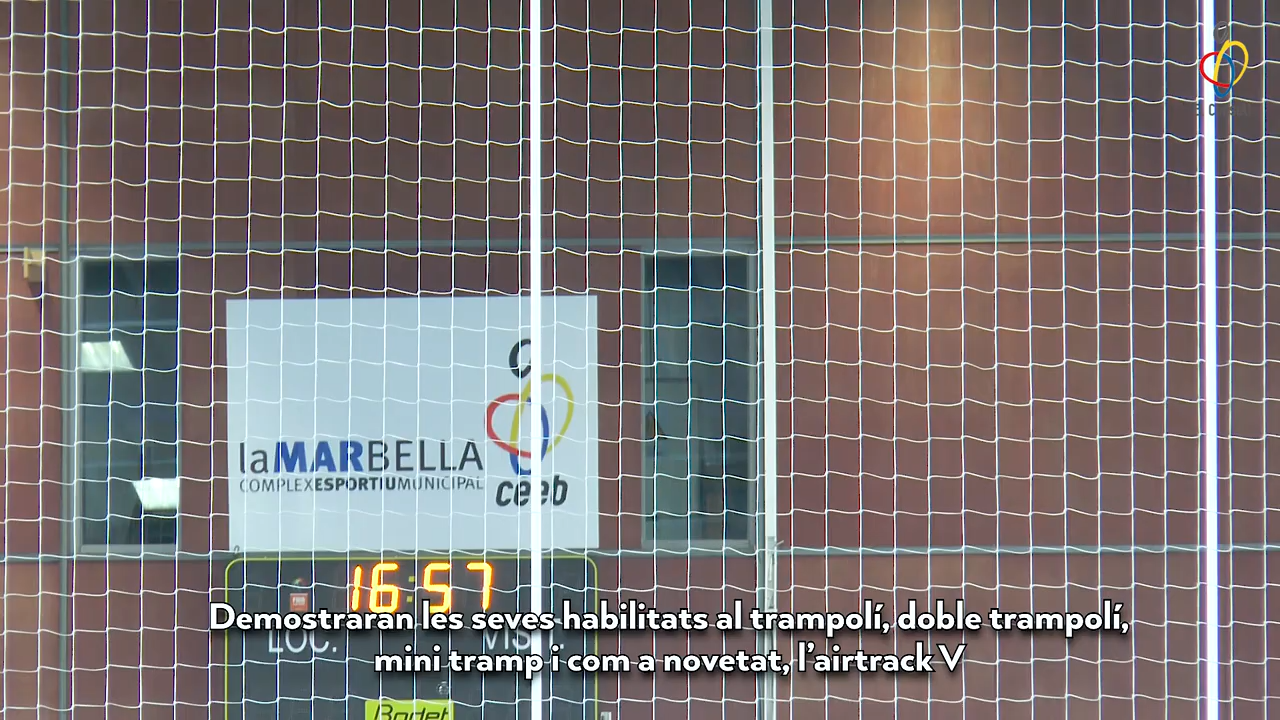 laMARBELLA
COMPLEXESPORTIUMUNICIPAL
ceeb
16:57
LOC. VISIT.
Bodet
Demostraran les seves habilitats al trampolí, doble trampolí,
mini tramp i com a novetat, l'airtrack V